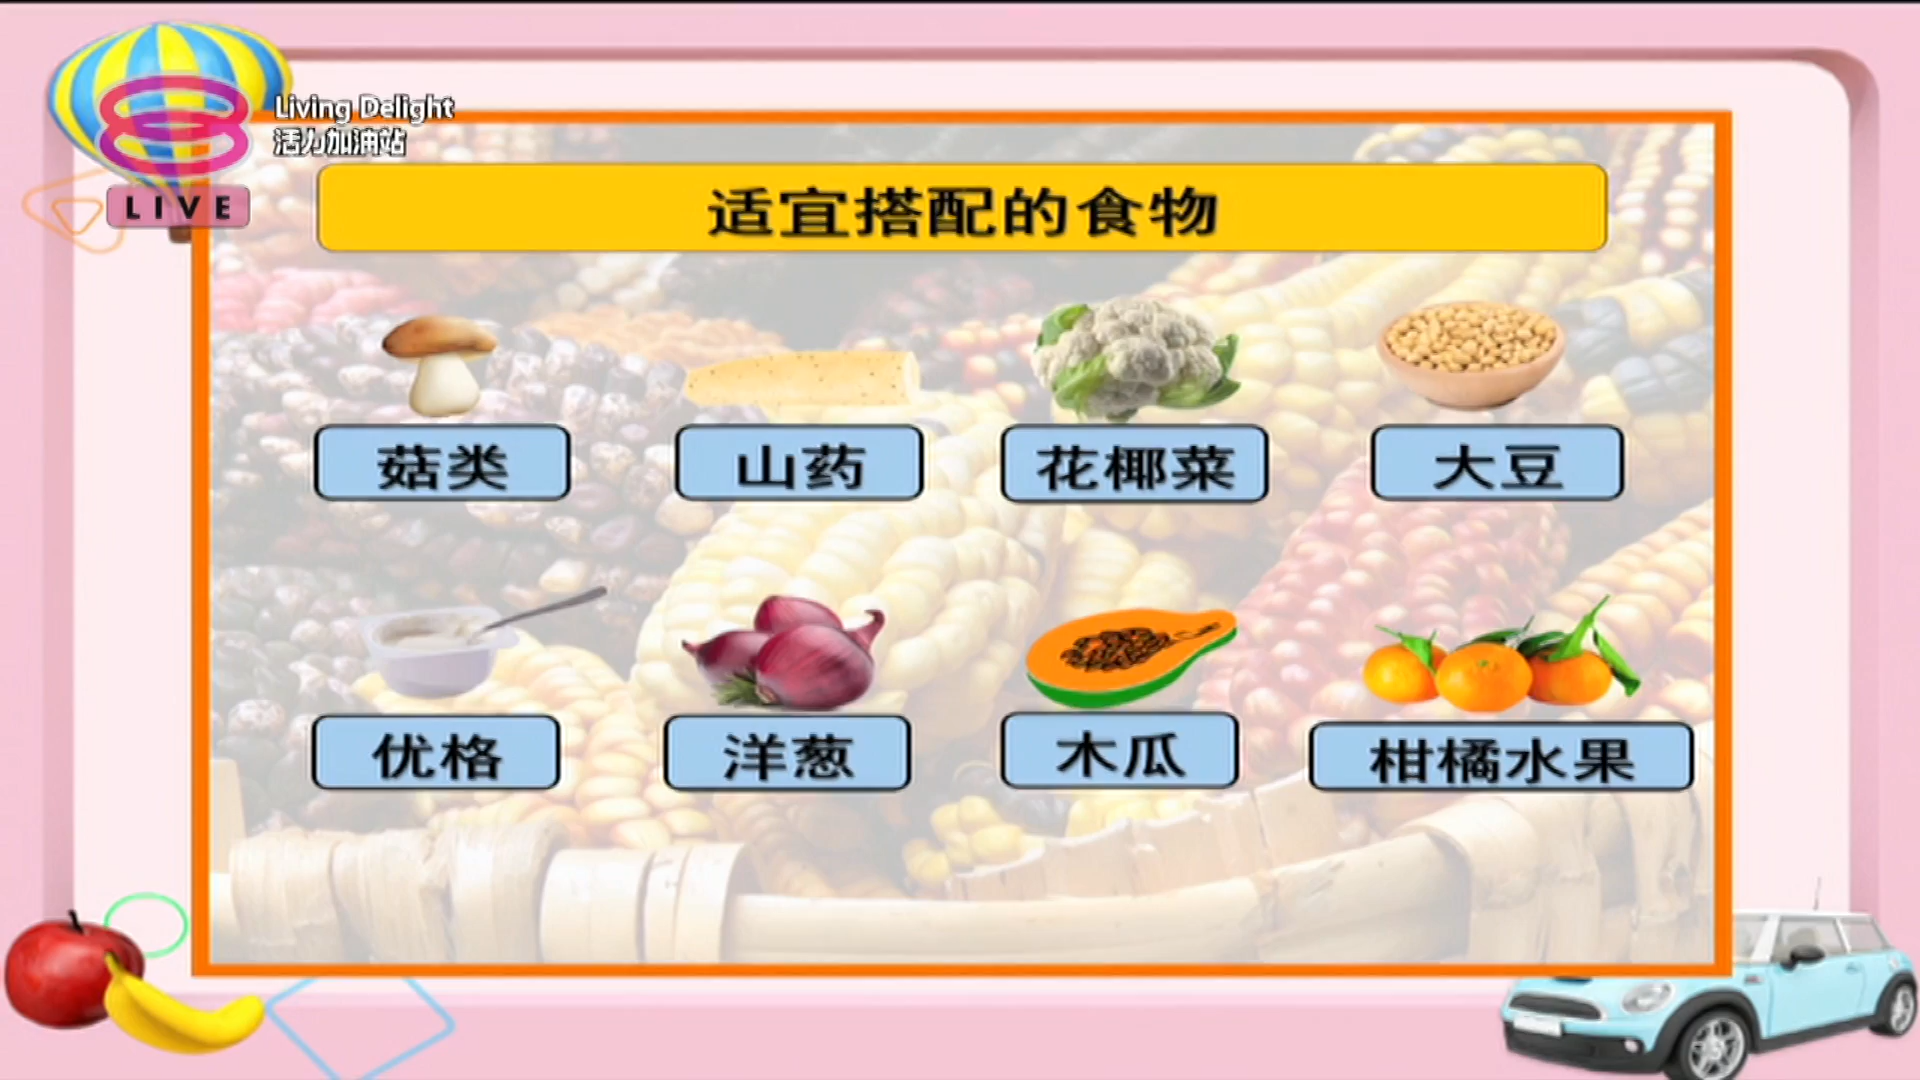 Living Delight
活力加油站
LIVE
适宜搭配的食物
菇类
山药
花椰菜
大豆
优格
洋葱
木瓜
柑橘水果